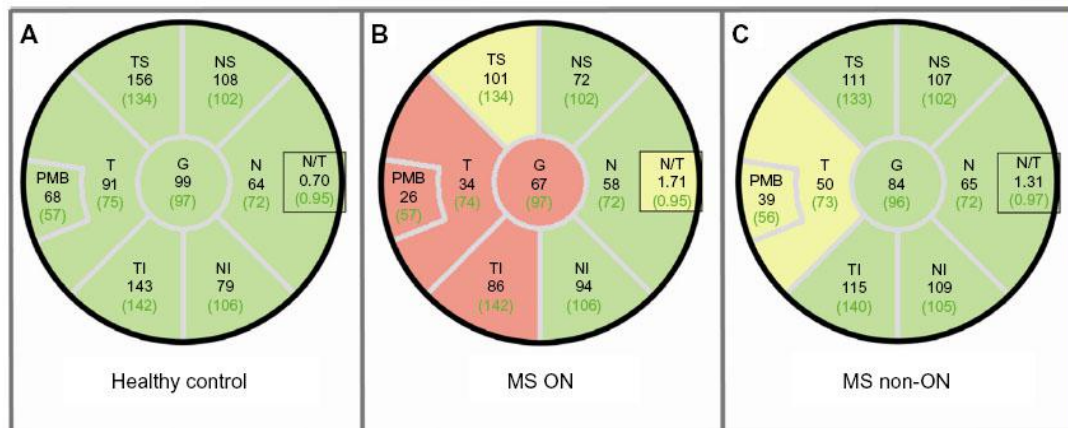 A
TS
156
(134)
NS
108
(102)
PMB
68
(57)
T
91
(75)
G
99
(97)
N
64
(72)
N/T
0.70
(0.95)
TI
143
(142)
NI
79
(106)
Healthy control
B
TS
101
(134)
NS
72
(102)
PMB
26
(57)
T
34
(74)
G
67
(97)
N
58
(72)
N/T
1.71
(0.95)
TI
86
(142)
NI
94
(106)
MS ON
C
TS
111
(133)
NS
107
(102)
PMB
39
(56)
T
50
(73)
G
84
(96)
N
65
(72)
N/T
1.31
(0.97)
TI
115
(140)
NI
109
(105)
MS non-ON